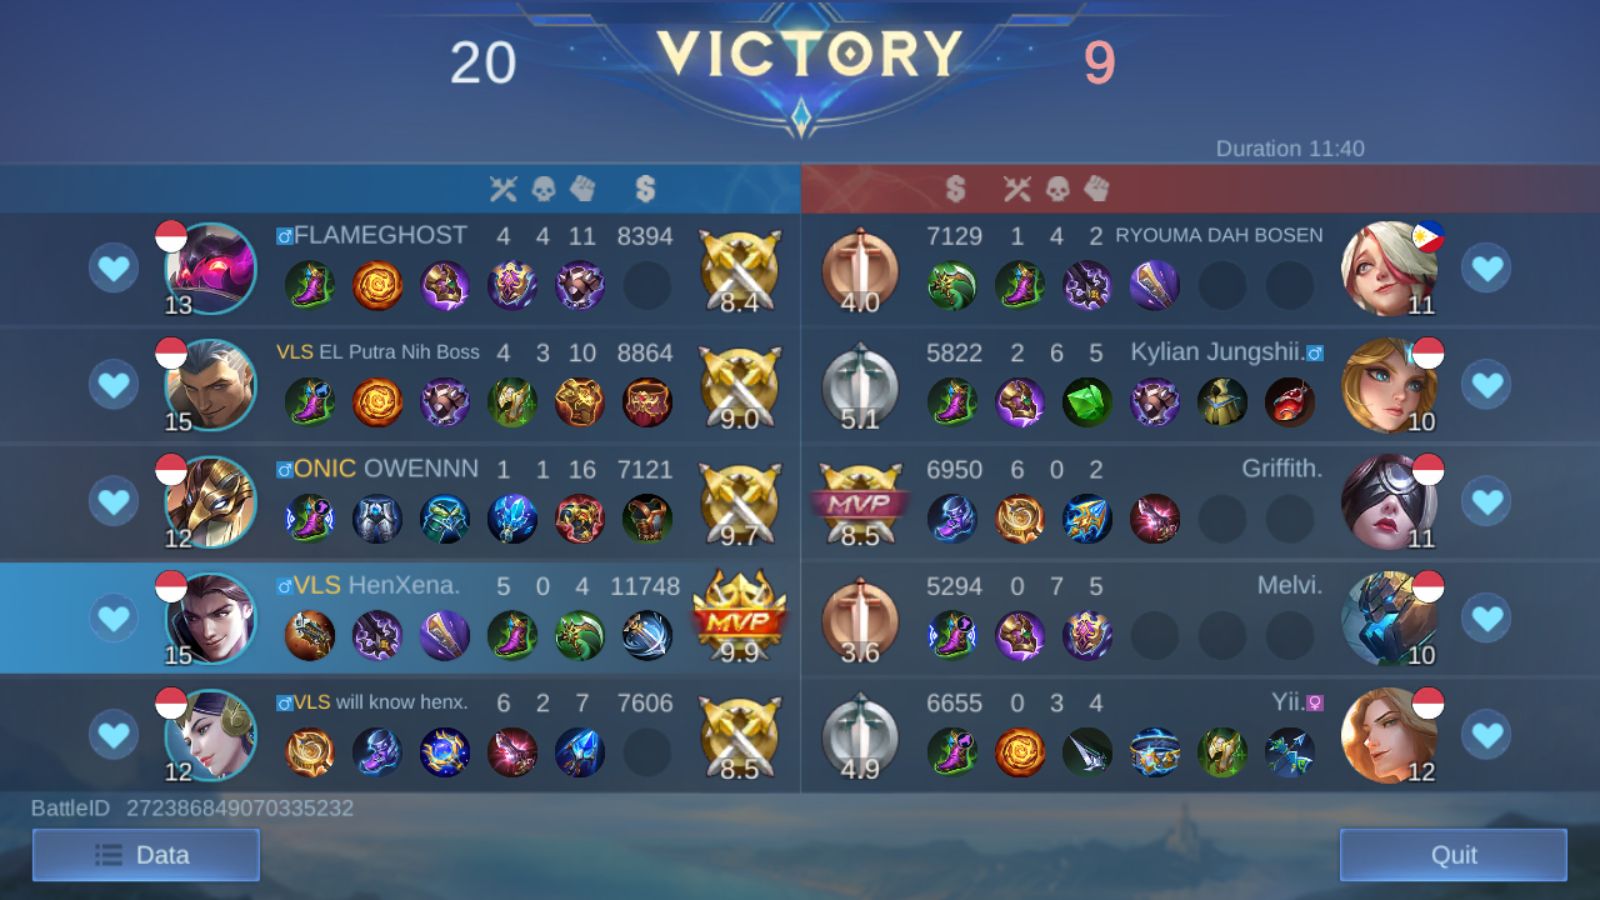 20 VICTORY 9
Duration 11:40
13 FLAMEGHOST 4 4 11 8394 8.4
4.0 7129 1 4 2 RYOUMA DAH BOSEN 11
15 VLS EL Putra Nih Boss 4 3 10 8864 9.0
5.1 5822 2 6 5 Kylian Jungshii. 10
12 ONIC OWENNN 1 1 16 7121 9.7
MVP 8.5 6950 6 0 2 Griffith. 11
15 VLS HenXena. 5 0 4 11748 MVP 9.9
3.6 5294 0 7 5 Melvi. 10
12 VLS will know henx. 6 2 7 7606 8.5
4.9 6655 0 3 4 Yii. 12
BattleID 272386849070335232
Data
Quit